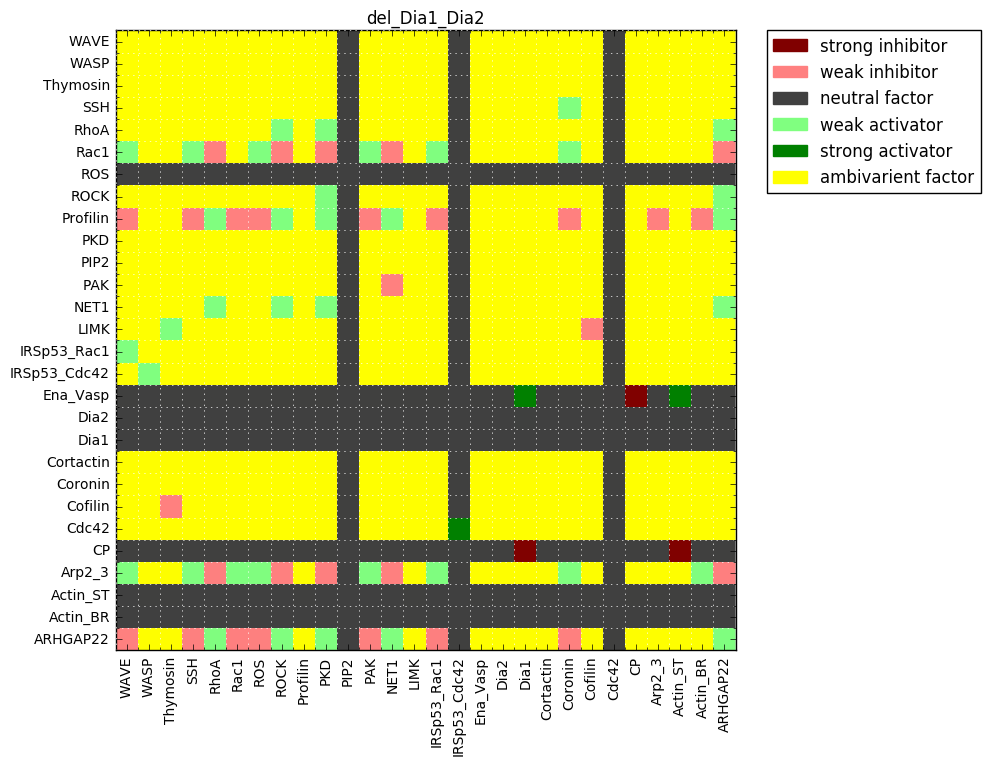 del_Dia1_Dia2
WAVE
WASP
Thymosin
SSH
RhoA
Rac1
ROS
ROCK
Profilin
PKD
PIP2
PAK
NET1
LIMK
IRSp53_Rac1
IRSp53_Cdc42
Ena_Vasp
Dia2
Dia1
Cortactin
Coronin
Cofilin
Cdc42
CP
Arp2_3
Actin_ST
Actin_BR
ARHGAP22
WAVE
WASP
Thymosin
SSH
RhoA
Rac1
ROS
ROCK
Profilin
PKD
PIP2
PAK
NET1
LIMK
IRSp53_Rac1
IRSp53_Cdc42
Ena_Vasp
Dia2
Dia1
Cortactin
Coronin
Cofilin
Cdc42
CP
Arp2_3
Actin_ST
Actin_BR
ARHGAP22
strong inhibitor
weak inhibitor
neutral factor
weak activator
strong activator
ambivarient factor